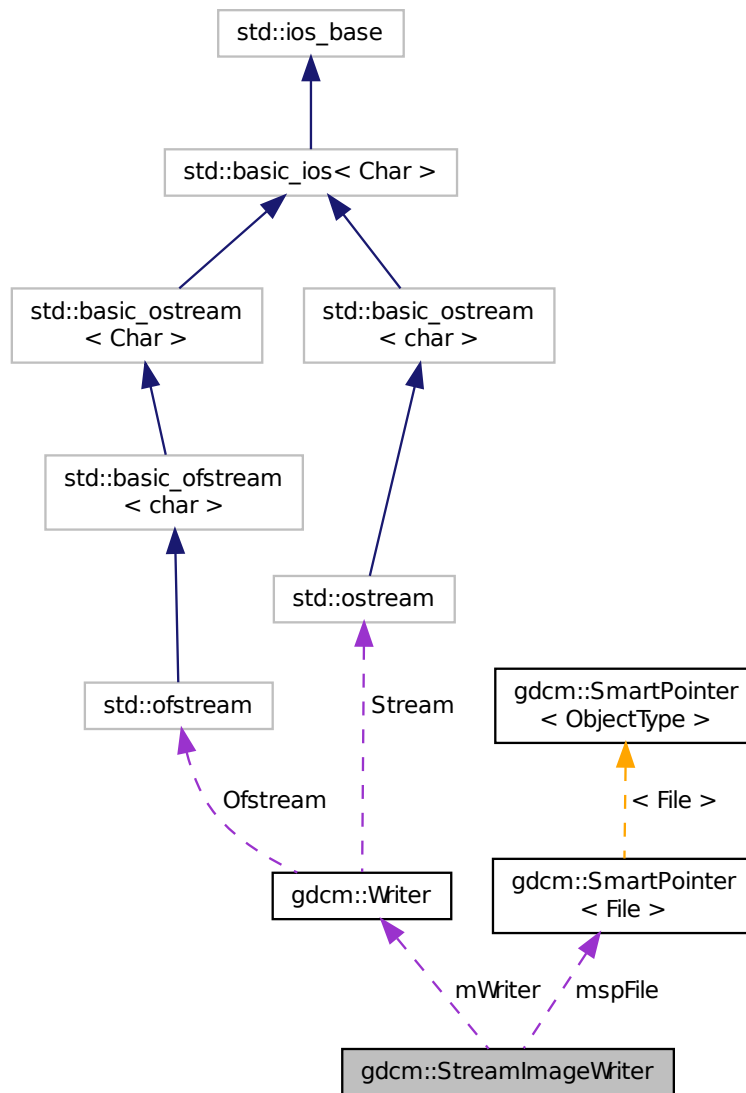 std::ios_base
std::basic_ios< Char >
std::basic_ostream
< Char >
std::basic_ostream
< char >
std::basic_ofstream
< char >
std::ostream
std::ofstream
Stream
gdcm::SmartPointer
< ObjectType >
Ofstream
< File >
gdcm::Writer
gdcm::SmartPointer
< File >
mWriter
mspFile
gdcm::StreamImageWriter